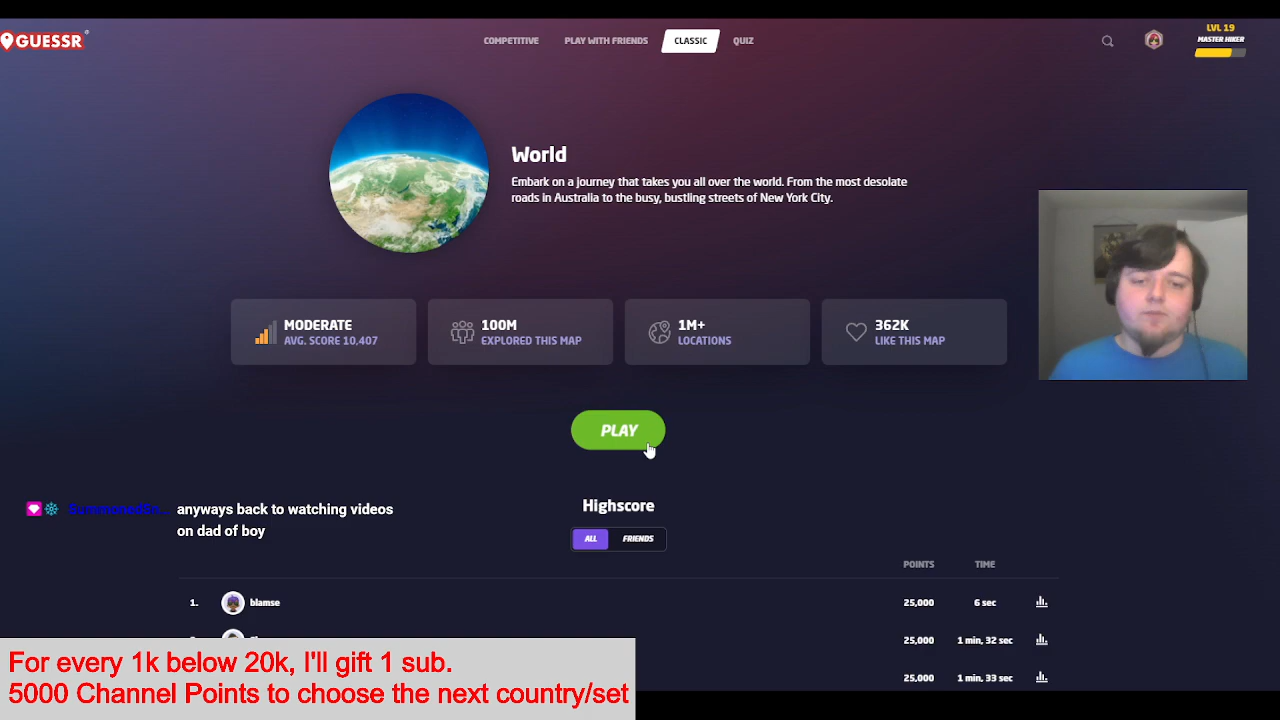 GUESSR
COMPETITIVE
PLAY WITH FRIENDS
CLASSIC
QUIZ
LVL 19
MASTER HIKER
World
Embark on a journey that takes you all over the world. From the most desolate
roads in Australia to the busy, bustling streets of New York City.
MODERATE
AVG. SCORE 10,407
100M
EXPLORED THIS MAP
1M+
LOCATIONS
362K
LIKE THIS MAP
PLAY
anyways back to watching videos
on dad of boy
Highscore
ALL
FRIENDS
POINTS
TIME
1.
blamse
25,000
6 sec
25,000
1 min, 32 sec
25,000
1 min, 33 sec
For every 1k below 20k, I'll gift 1 sub.
5000 Channel Points to choose the next country/set